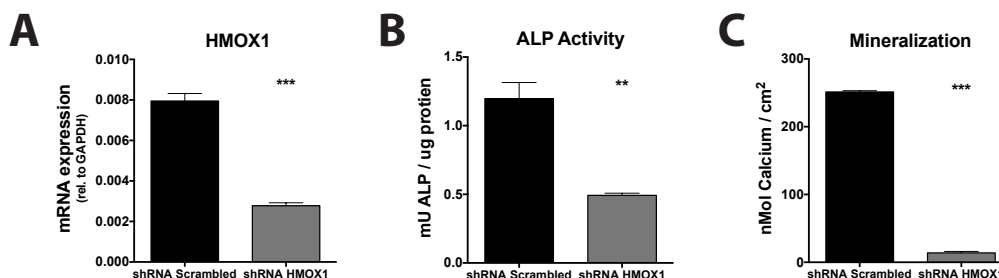 A
HMOX1
mRNA expression
(rel. to GAPDH)
0.010
0.008
0.006
0.004
0.002
0.000
***
shRNA Scrambled shRNA HMOX1
B
ALP Activity
mU ALP / ug protien
1.5
1.0
0.5
0.0
**
shRNA Scrambled shRNA HMOX1
C
Mineralization
nMol Calcium / cm²
300
200
100
0
***
shRNA Scrambled shRNA HMOX1